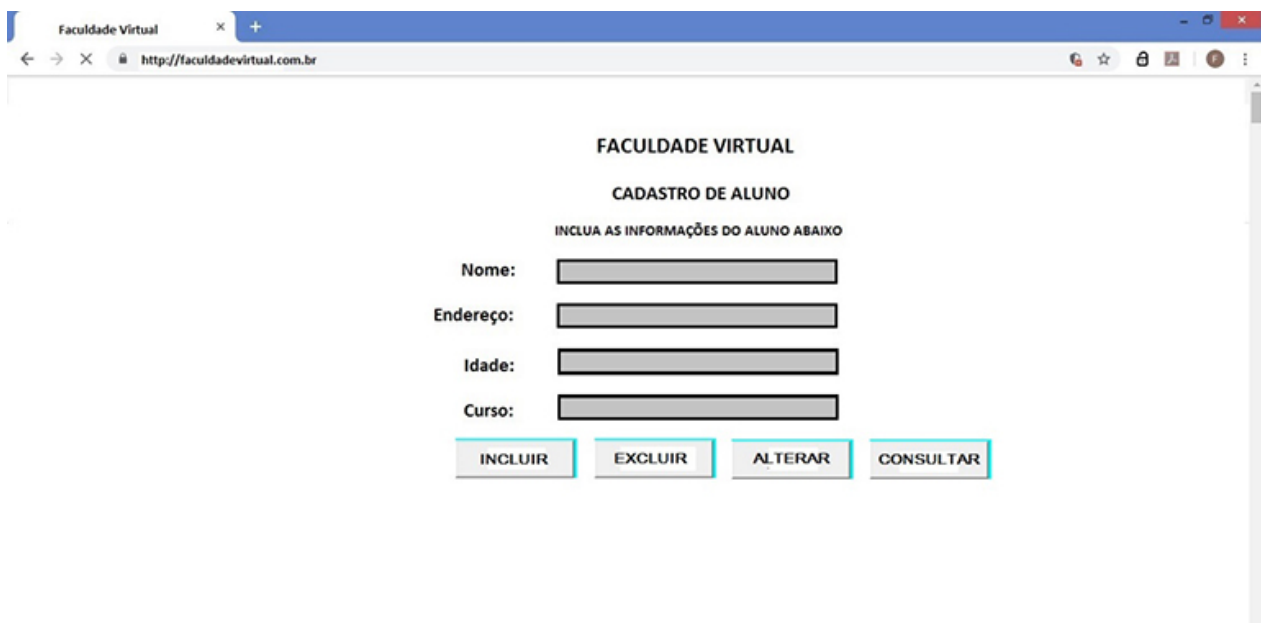 Faculdade Virtual
http://faculdadevirtual.com.br
F
FACULDADE VIRTUAL
CADASTRO DE ALUNO
INCLUA AS INFORMAÇÕES DO ALUNO ABAIXO
Nome:
Endereço:
Idade:
Curso:
INCLUIR EXCLUIR ALTERAR CONSULTAR